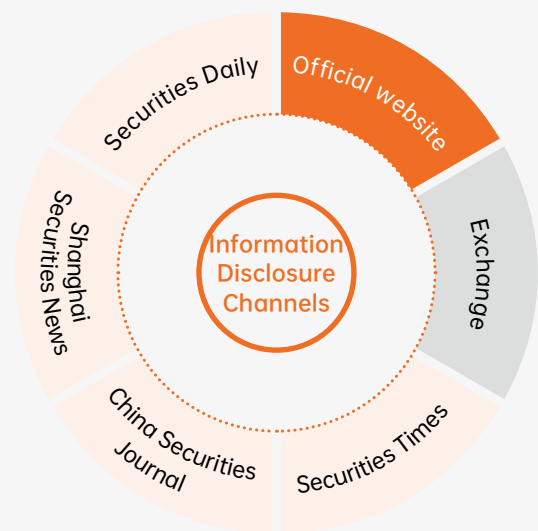 Information
Disclosure
Channels
Official website
Exchange
Securities Times
China Securities
Journal
Shanghai
Securities News
Securities Daily